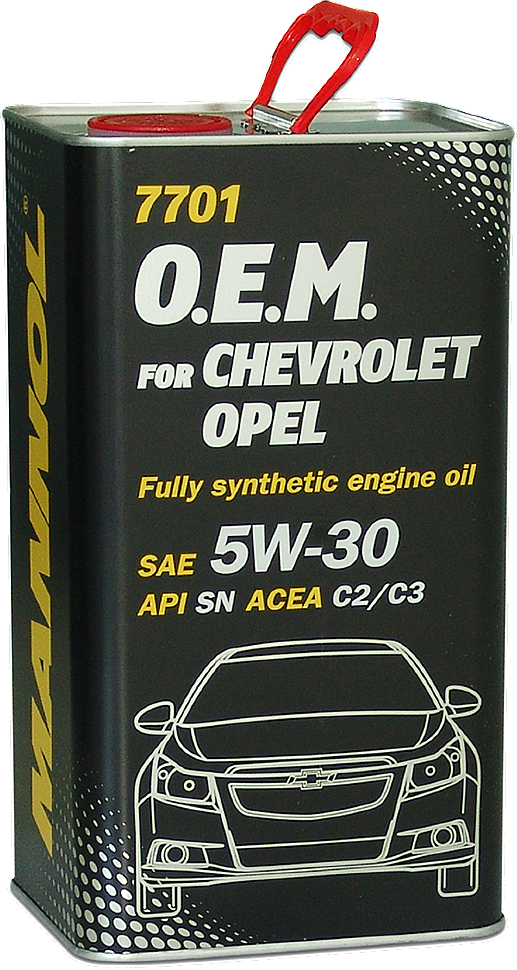 7701
O.E.M.
FOR CHEVROLET
OPEL
Fully synthetic engine oil
SAE 5W-30
API SN ACEA C2/C3
MANNOL®